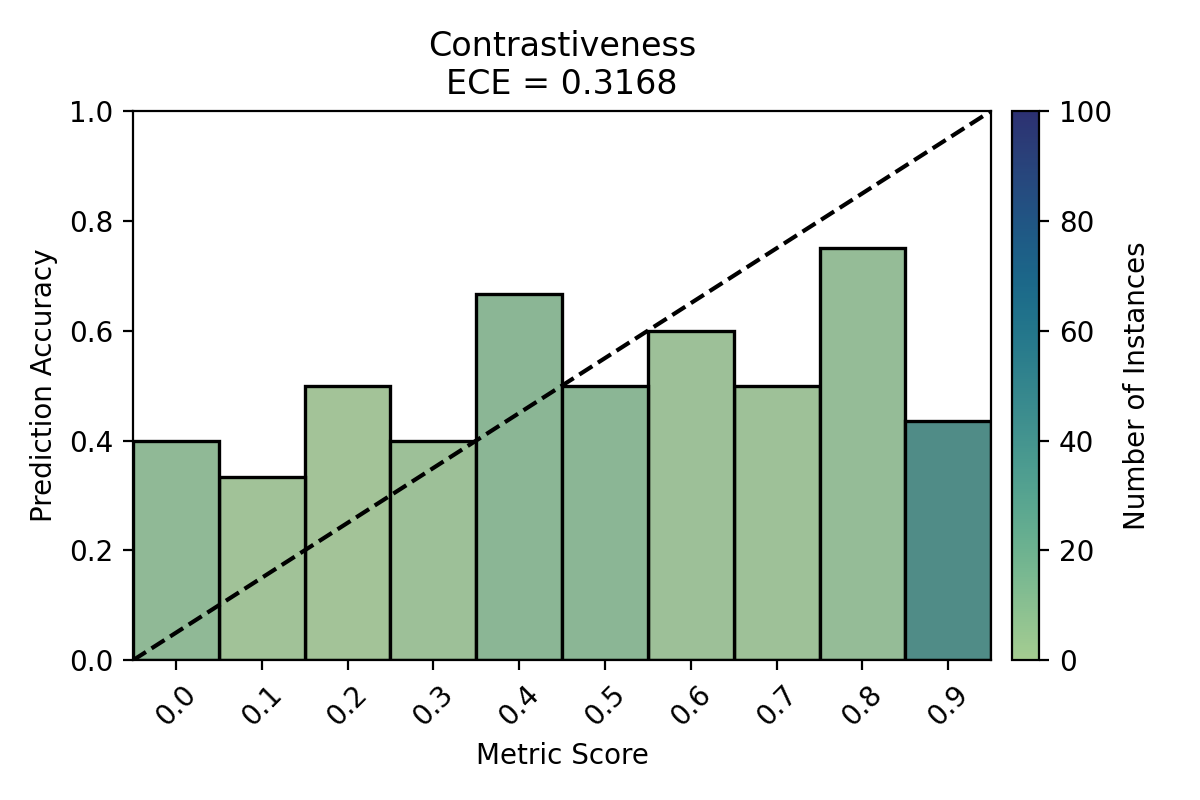 Contrastiveness
ECE = 0.3168
1.0
0.8
0.6
0.4
0.2
0.0
Prediction Accuracy
0.0 0.1 0.2 0.3 0.4 0.5 0.6 0.7 0.8 0.9
Metric Score
100
80
60
40
20
0
Number of Instances